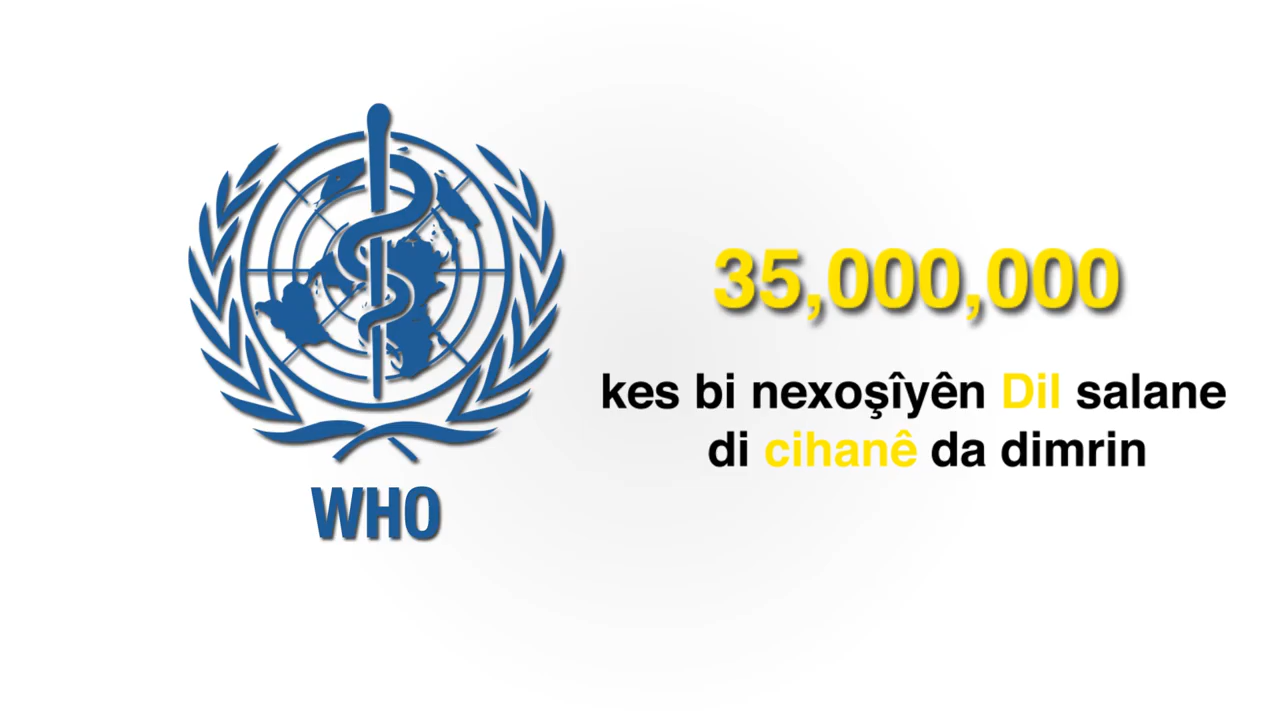 WHO
35,000,000
kes bi nexoşîyên Dil salane
di cihanê da dimrin